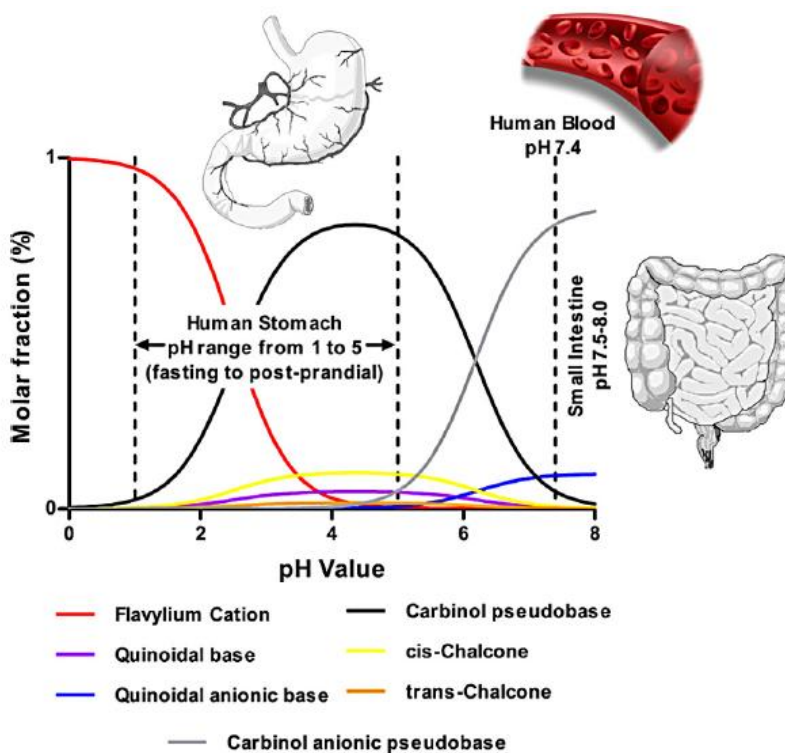 Human Blood
pH 7.4
1
Molar fraction (%)
Human Stomach
pH range from 1 to 5
(fasting to post-prandial)
Small Intestine
pH 7.5-8.0
0
0 2 4 6 8
pH Value
Flavylium Cation
Carbinol pseudobase
Quinoidal base
cis-Chalcone
Quinoidal anionic base
trans-Chalcone
Carbinol anionic pseudobase